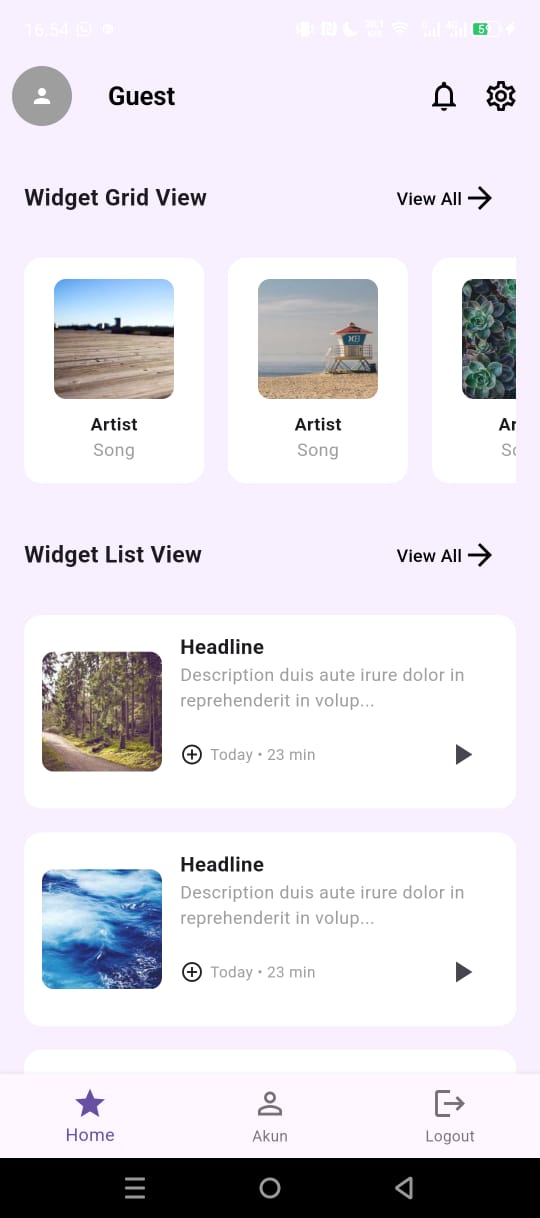 16.54
Guest
Widget Grid View
View All
Artist
Song
Artist
Song
Ar
Widget List View
View All
Headline
Description duis aute irure dolor in
reprehenderit in volup...
Today • 23 min
Headline
Description duis aute irure dolor in
reprehenderit in volup...
Today • 23 min
Home
Akun
Logout